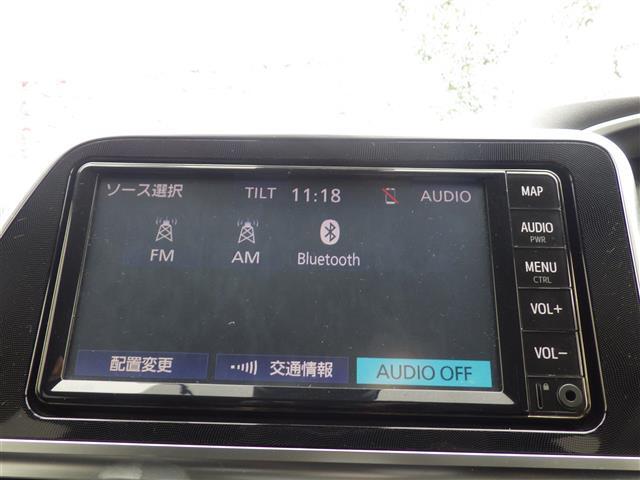 ソース選択 TILT 11:18 AUDIO
FM AM Bluetooth
配置変更 交通情報 AUDIO OFF
MAP
AUDIO
PWR
MENU
CTRL
VOL+
VOL-